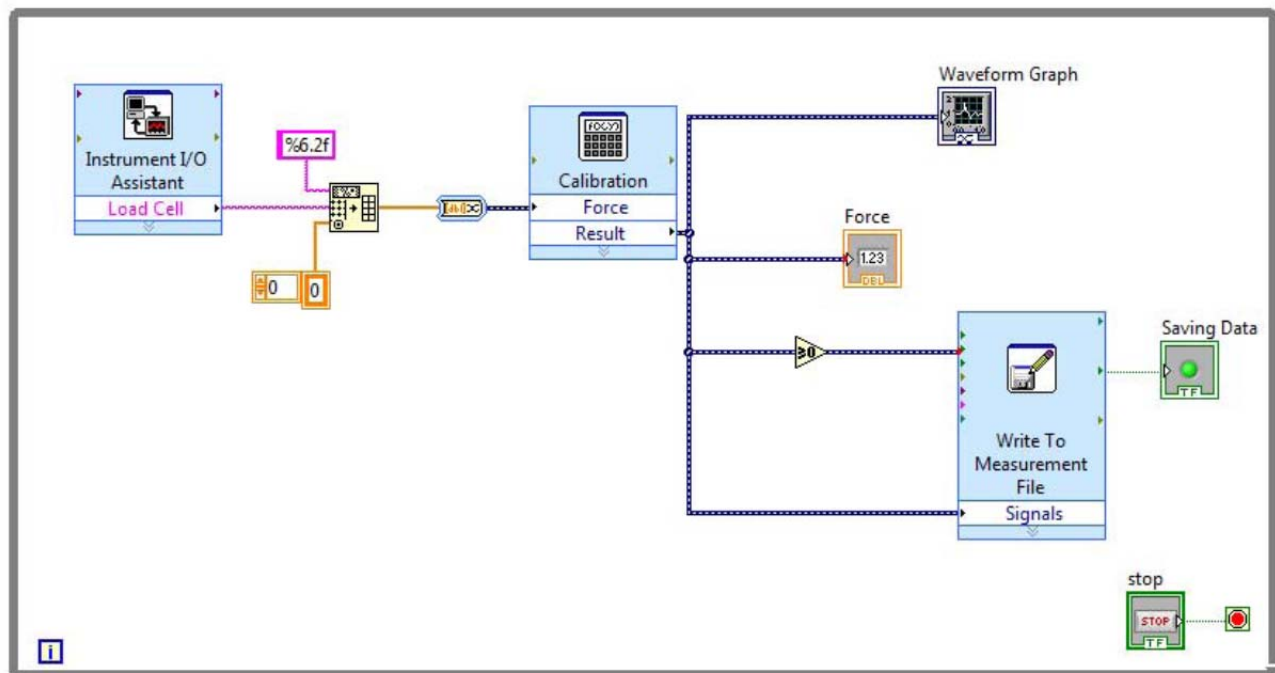 Waveform Graph
Instrument I/O
Assistant
Load Cell
%6.2f
0
0
f(x,y)
Calibration
Force
Result
Force
1.23
DBL
≥0
Write To
Measurement
File
Signals
Saving Data
TF
stop
STOP
TF
i